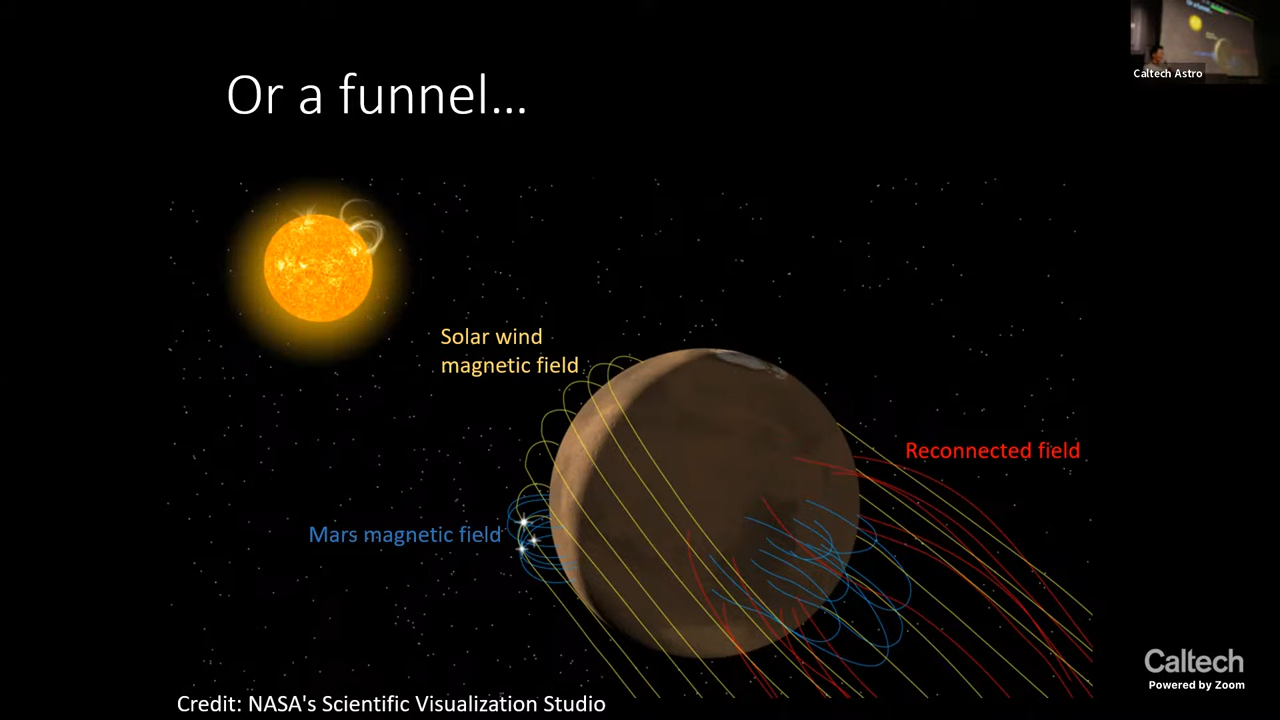 Or a funnel...
Caltech Astro
Solar wind
magnetic field
Reconnected field
Mars magnetic field
Caltech
Powered by Zoom
Credit: NASA's Scientific Visualization Studio